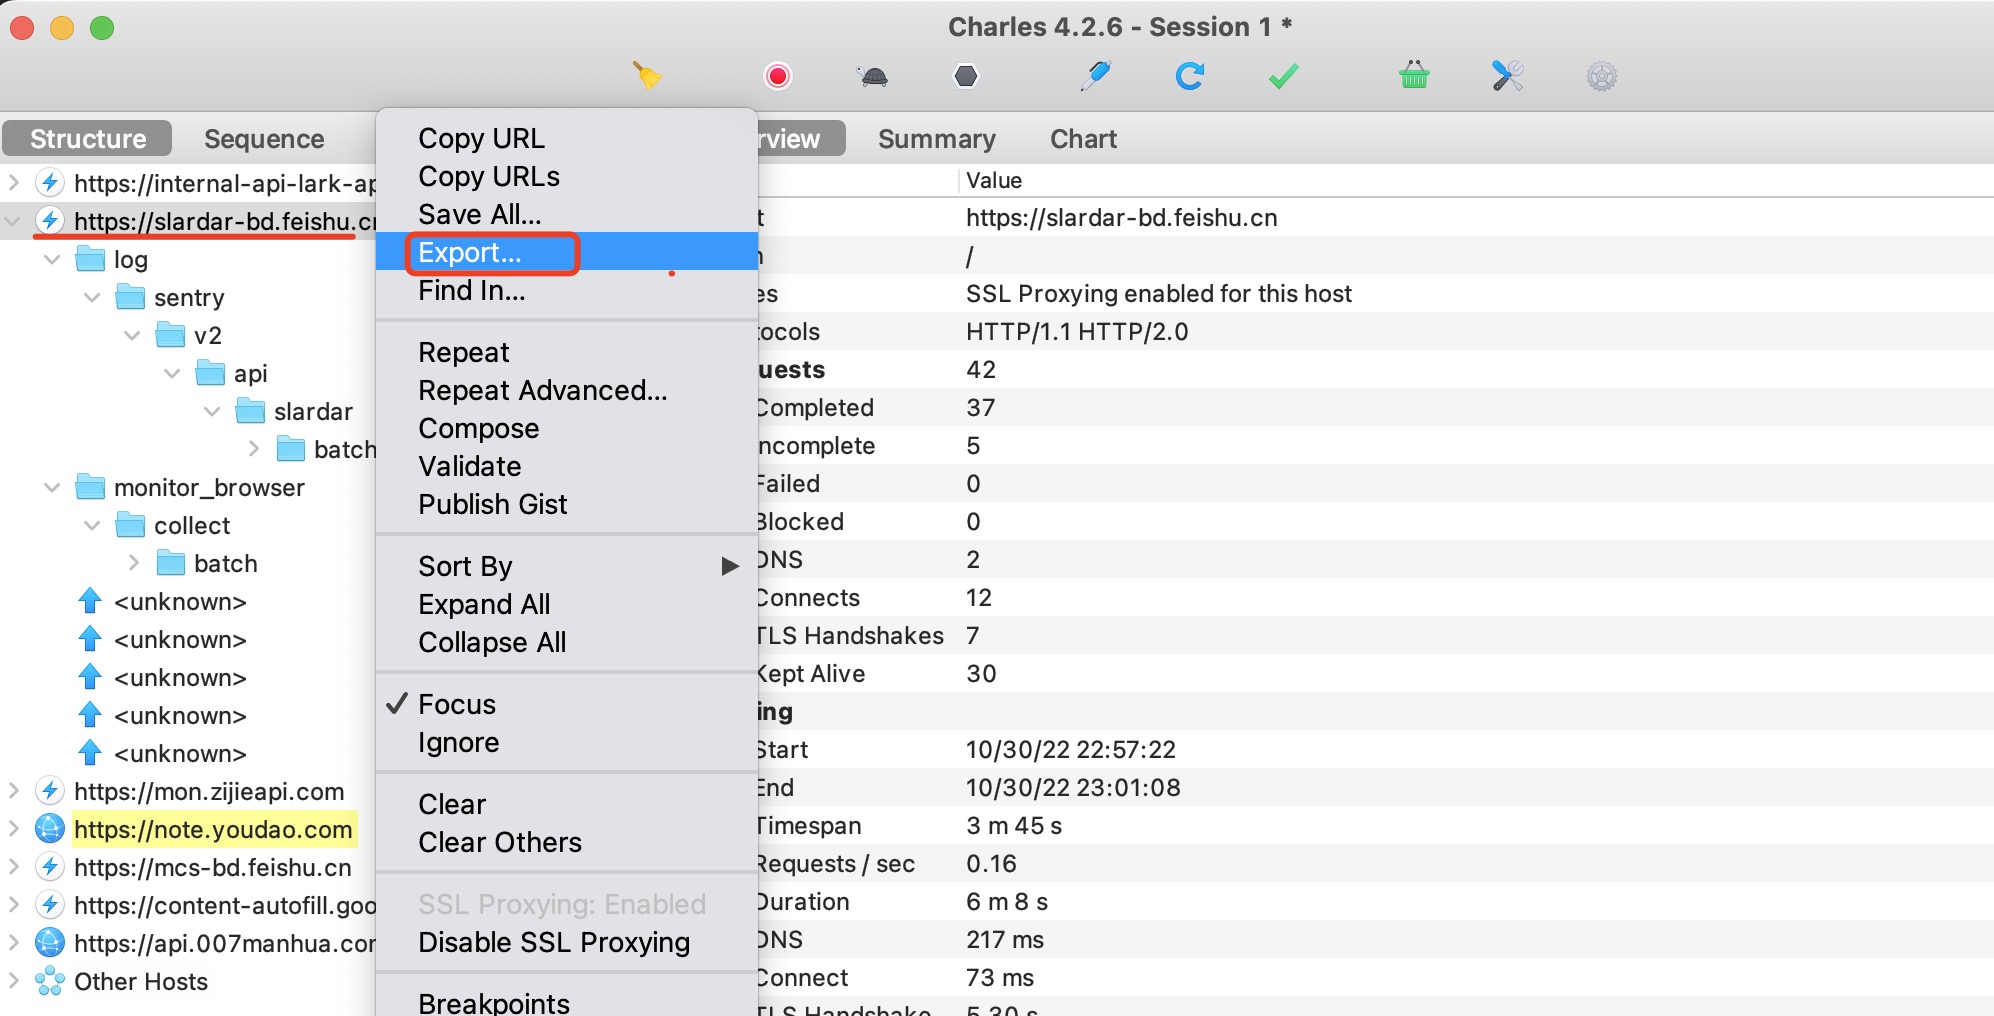 Charles 4.2.6 - Session 1 *
Structure
Sequence
Summary
Chart
https://internal-api-lark-ap
https://slardar-bd.feishu.cn
log
sentry
v2
api
slardar
batch
monitor_browser
collect
batch
<unknown>
<unknown>
<unknown>
<unknown>
<unknown>
https://mon.zijieapi.com
https://note.youdao.com
https://mcs-bd.feishu.cn
https://content-autofill.goo
https://api.007manhua.com
Other Hosts
Copy URL
Copy URLs
Save All...
Export...
Find In...
Repeat
Repeat Advanced...
Compose
Validate
Publish Gist
Sort By
Expand All
Collapse All
✓ Focus
Ignore
Clear
Clear Others
SSL Proxying: Enabled
Disable SSL Proxying
Breakpoints
rview
Value
t https://slardar-bd.feishu.cn
/
es SSL Proxying enabled for this host
tocols HTTP/1.1 HTTP/2.0
uests 42
Completed 37
ncomplete 5
Failed 0
Blocked 0
DNS 2
Connects 12
TLS Handshakes 7
Kept Alive 30
ing
Start 10/30/22 22:57:22
End 10/30/22 23:01:08
Timespan 3 m 45 s
Requests / sec 0.16
Duration 6 m 8 s
DNS 217 ms
Connect 73 ms
TLS Handshake 5.30 s